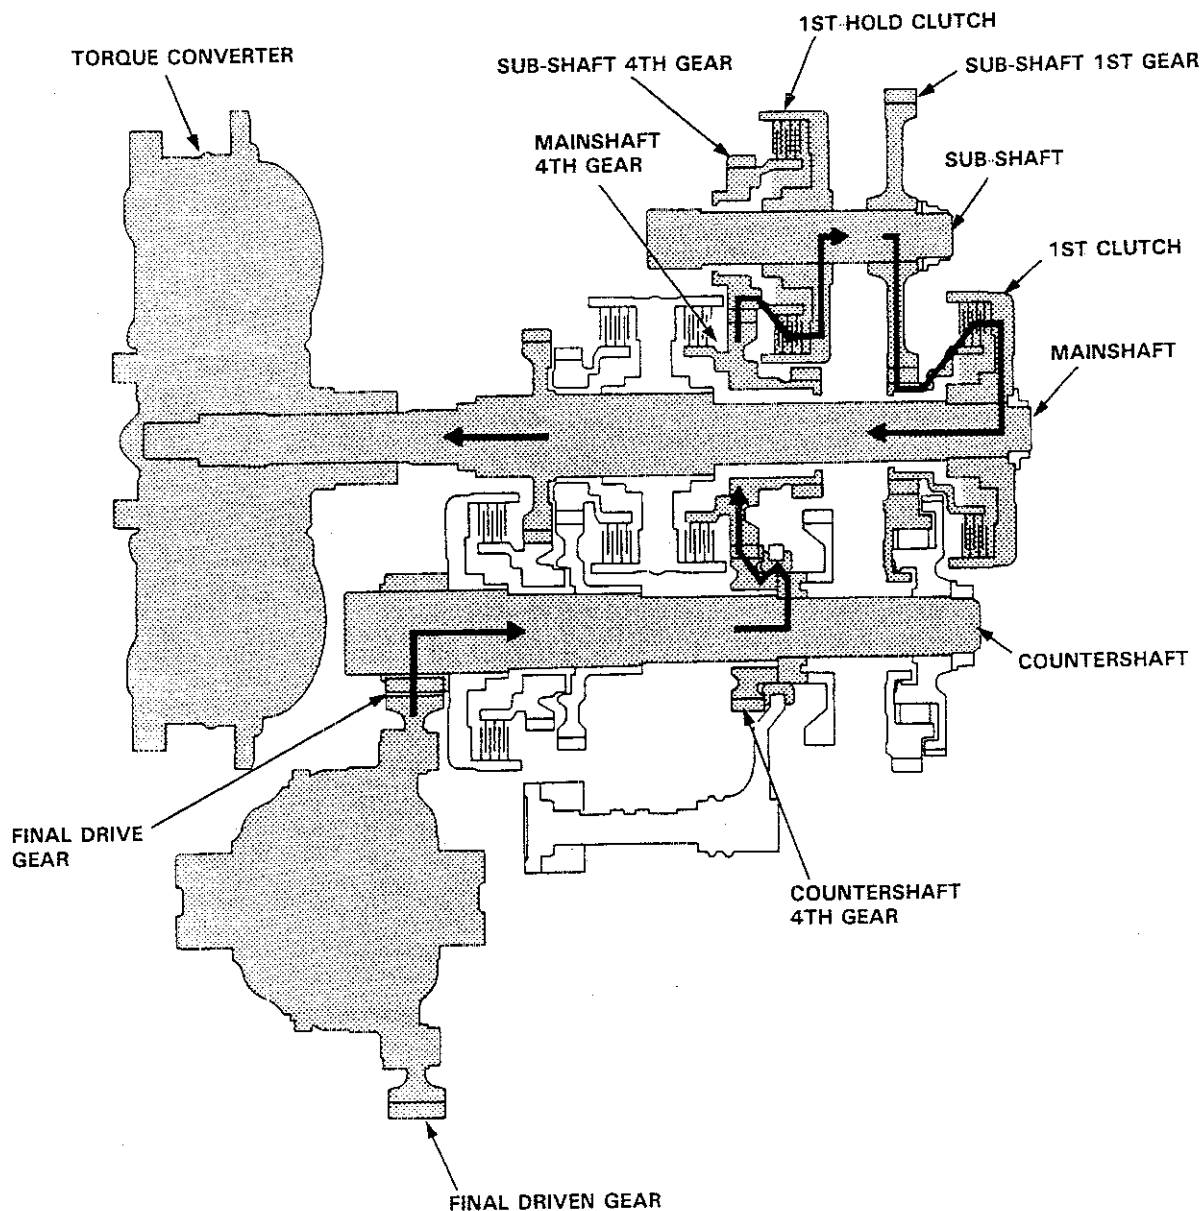 1ST-HOLD CLUTCH
TORQUE CONVERTER
SUB-SHAFT 4TH GEAR
SUB-SHAFT 1ST GEAR
MAINSHAFT
4TH GEAR
SUB-SHAFT
1ST CLUTCH
MAINSHAFT
COUNTERSHAFT
FINAL DRIVE
GEAR
COUNTERSHAFT
4TH GEAR
FINAL DRIVEN GEAR